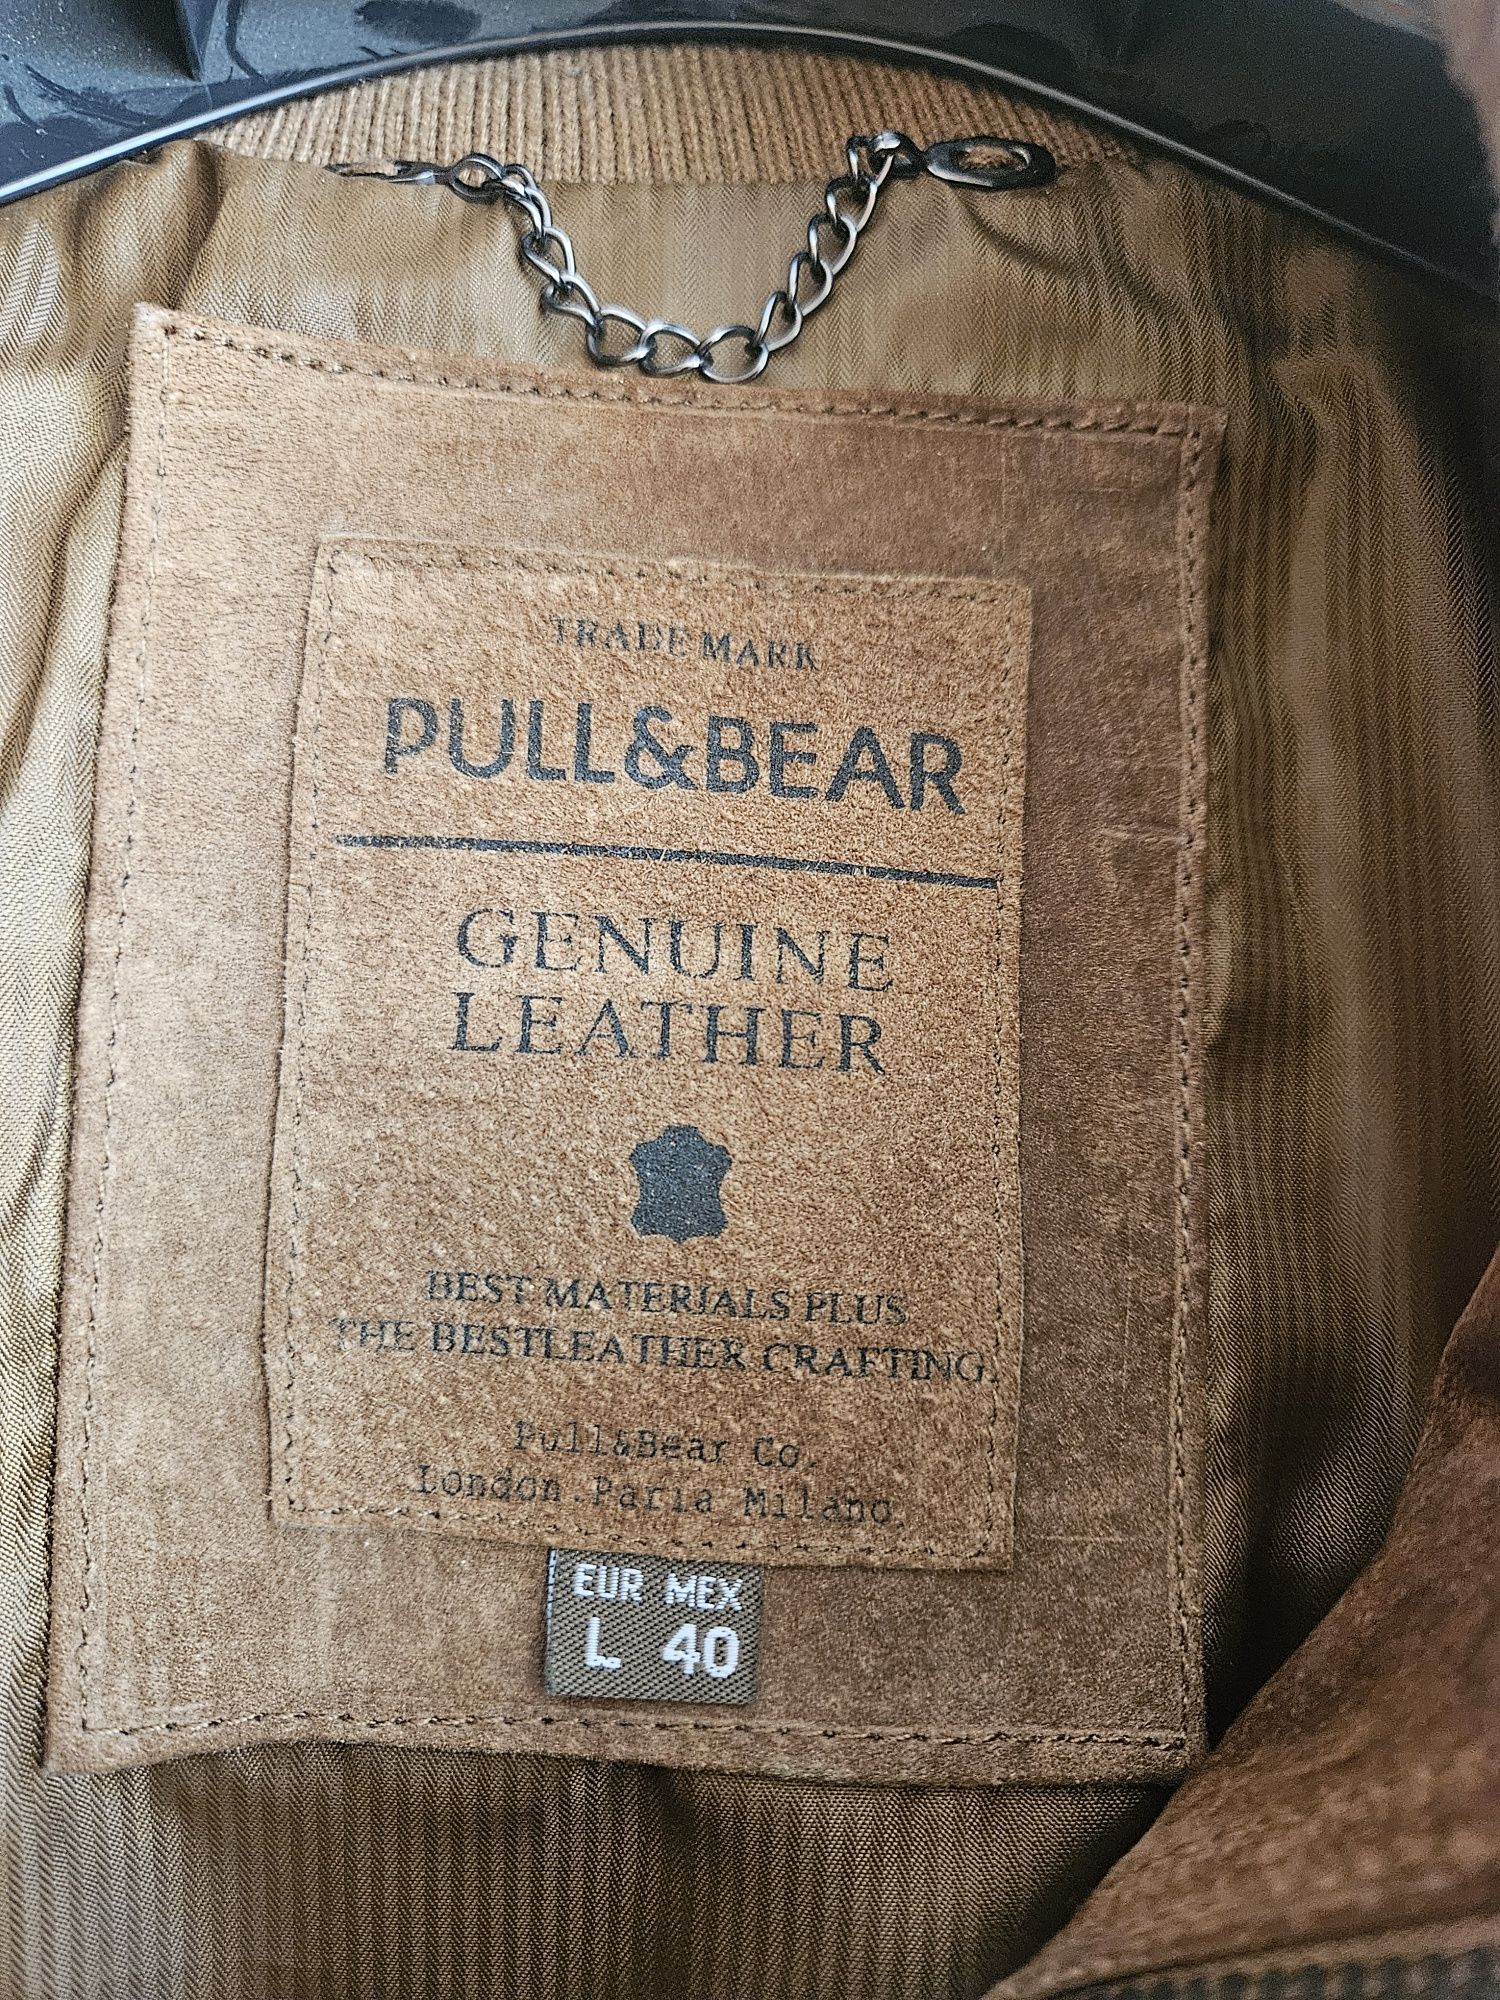 TRADE MARK
PULL&BEAR
GENUINE
LEATHER
BEST MATERIALS PLUS
THE BESTLEATHER CRAFTING.
Pull&Bear Co.
London.Paria Milano.
EUR MEX
L 40